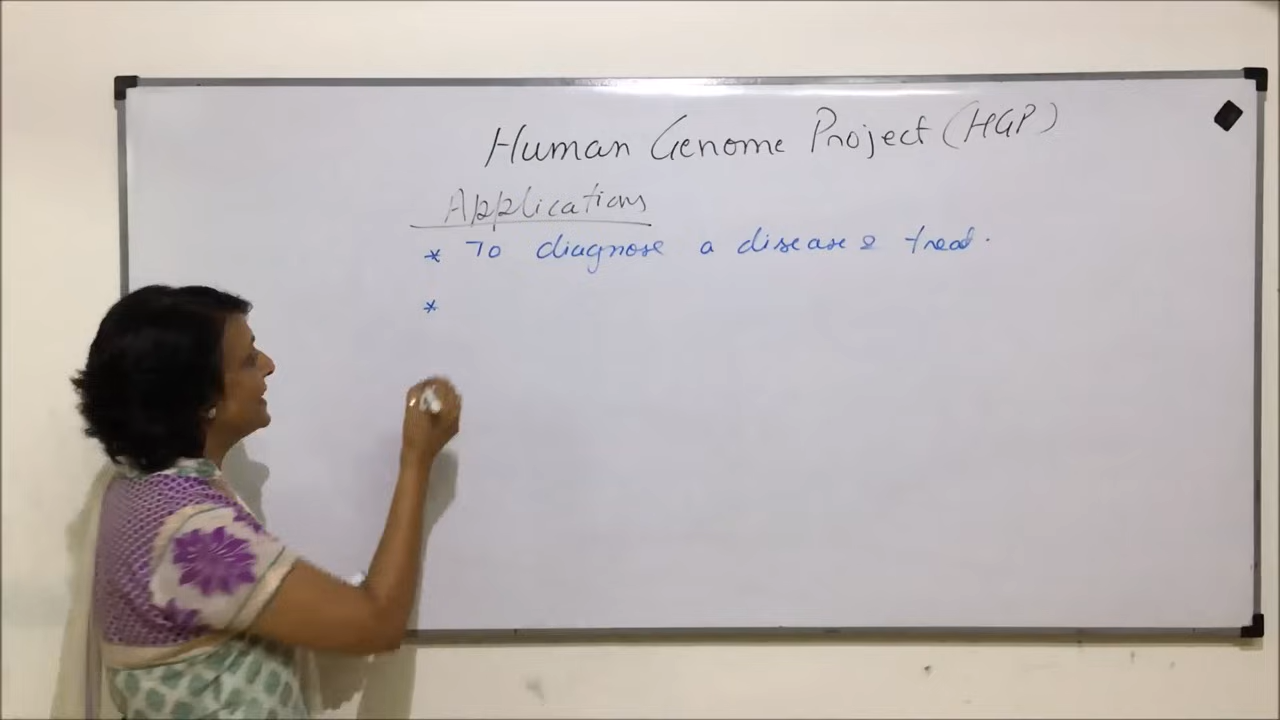 Human Genome Project (HGP)
Applications
* To diagnose a disease & treat.
*